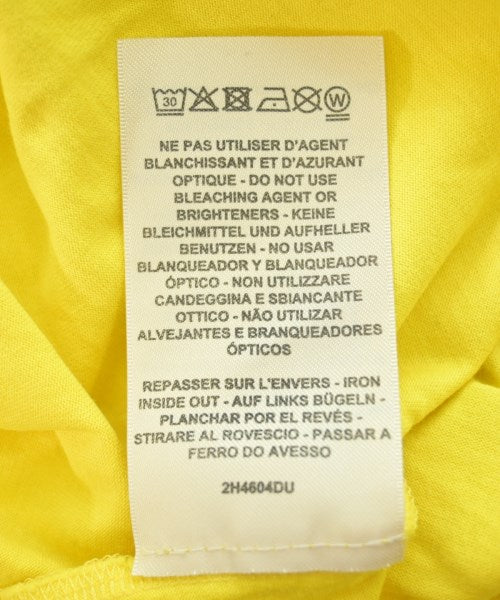 30 W
NE PAS UTILISER D'AGENT
BLANCHISSANT ET D'AZURANT
OPTIQUE - DO NOT USE
BLEACHING AGENT OR
BRIGHTENERS - KEINE
BLEICHMITTEL UND AUFHELLER
BENUTZEN - NO USAR
BLANQUEADOR Y BLANQUEADOR
ÓPTICO - NON UTILIZZARE
CANDEGGINA E SBIANCANTE
OTTICO - NÃO UTILIZAR
ALVEJANTES E BRANQUEADORES
ÓPTICOS
REPASSER SUR L'ENVERS - IRON
INSIDE OUT - AUF LINKS BÜGELN -
PLANCHAR POR EL REVÉS -
STIRARE AL ROVESCIO - PASSAR A
FERRO DO AVESSO
2H4604DU